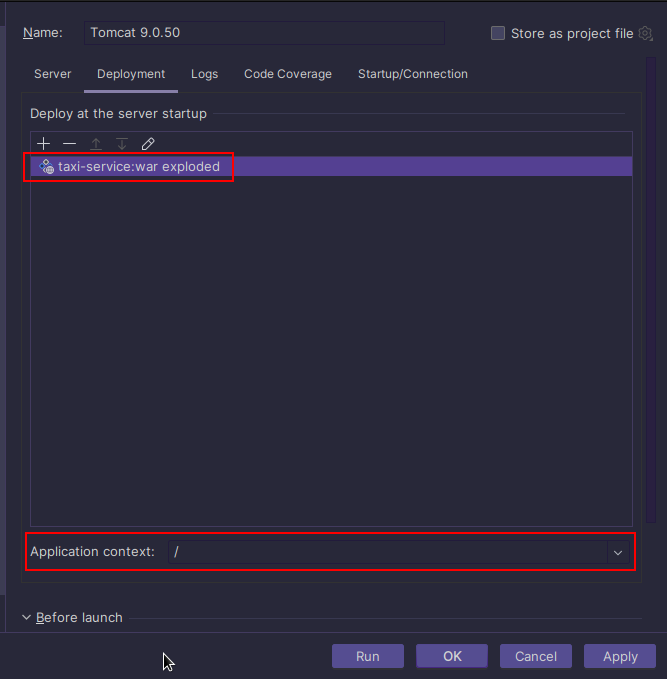 Name: Tomcat 9.0.50 Store as project file
Server Deployment Logs Code Coverage Startup/Connection
Deploy at the server startup
taxi-service:war exploded
Application context: /
Before launch
Run OK Cancel Apply